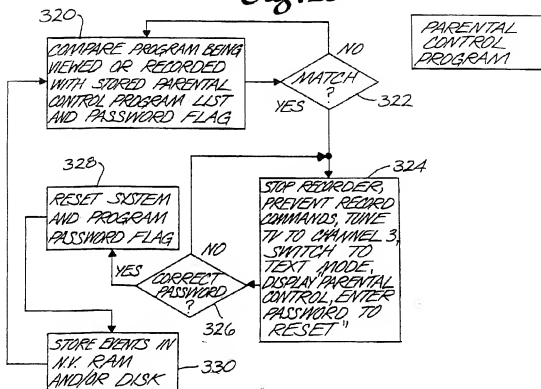 320
COMPARE PROGRAM BEING
VIEWED OR RECORDED
WITH STORED PARENTAL
CONTROL PROGRAM LIST
AND PASSWORD FLAG
NO
MATCH
?
YES
322
PARENTAL
CONTROL
PROGRAM
328
RESET SYSTEM
AND PROGRAM
PASSWORD FLAG
324
STOP RECORDER,
PREVENT RECORD
COMMANDS, TUNE
TV TO CHANNEL 3,
SWITCH TO
TEXT MODE,
DISPLAY "PARENTAL
CONTROL, ENTER
PASSWORD TO
RESET"
NO
YES
CORRECT
PASSWORD
?
326
STORE EVENTS IN
N.V. RAM
AND/OR DISK
330